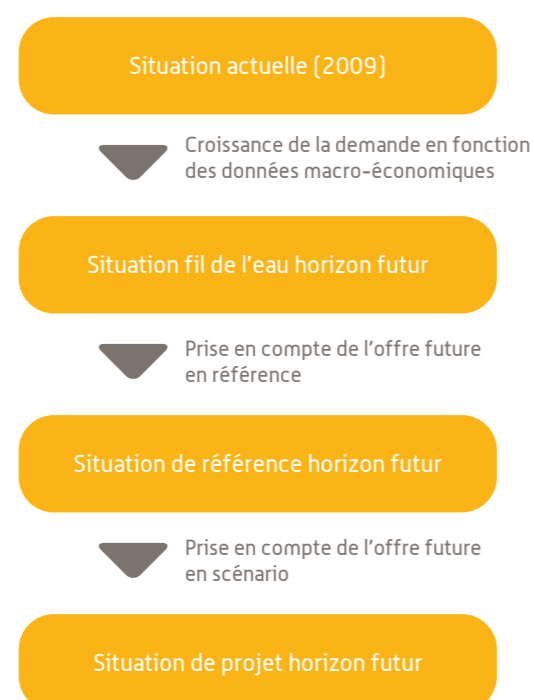 Situation actuelle (2009)
Croissance de la demande en fonction
des données macro-économiques
Situation fil de l'eau horizon futur
Prise en compte de l'offre future
en référence
Situation de référence horizon futur
Prise en compte de l'offre future
en scénario
Situation de projet horizon futur